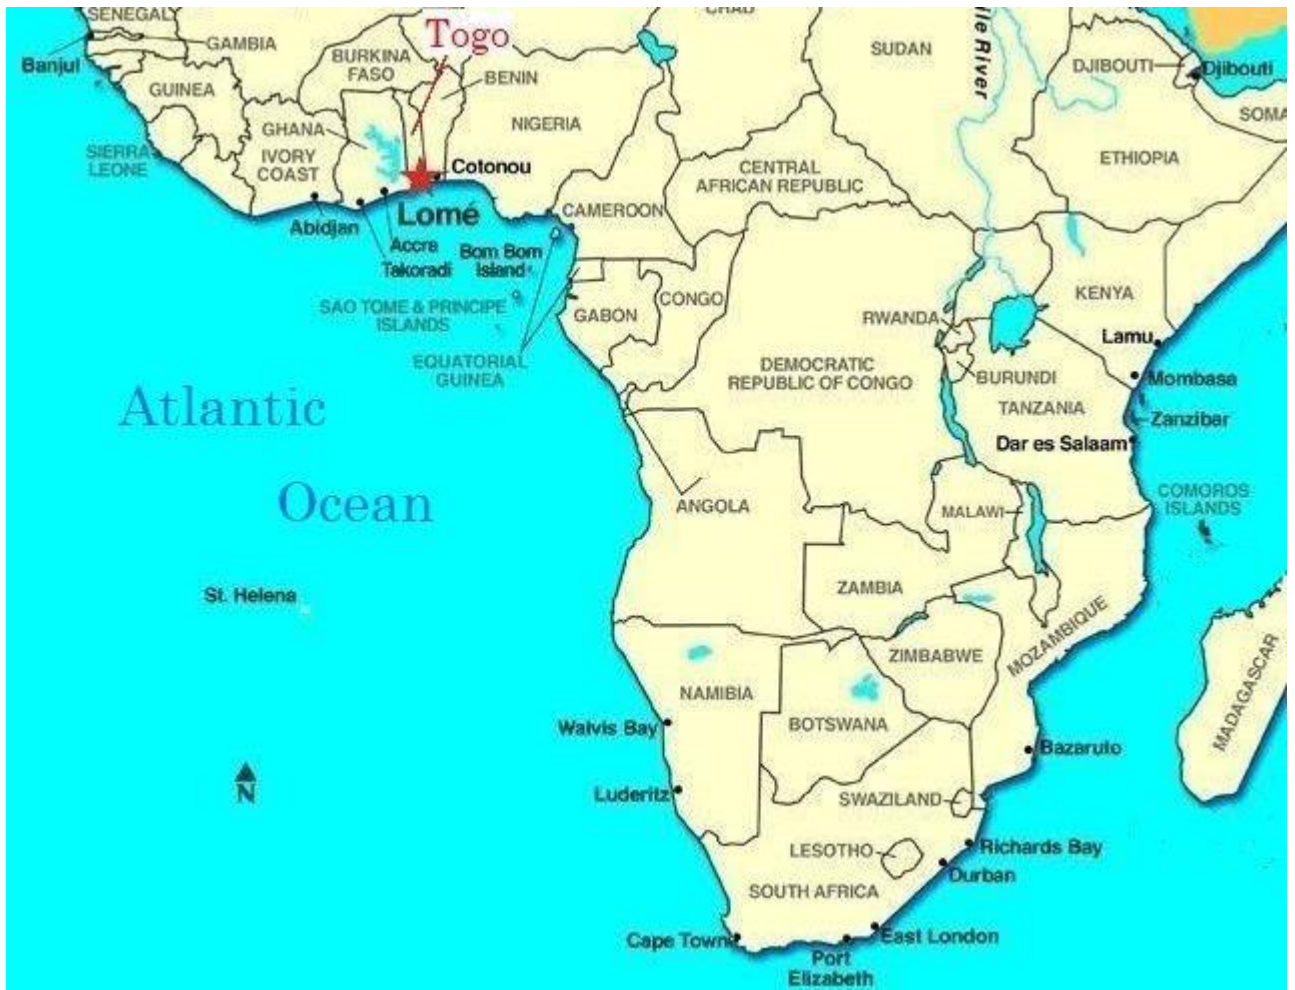 SENEGAL
CHAD
Togo
ile River
GAMBIA
BURKINA
FASO
SUDAN
Banjul
BENIN
DJIBOUTI
Djibouti
GUINEA
SOMA
GHANA
NIGERIA
SIERRA
LEONE
IVORY
COAST
Cotonou
CENTRAL
AFRICAN REPUBLIC
ETHIOPIA
Lomé
CAMEROON
Abidjan
Accra
Takoradi
Bom Bom
Island
SAO TOME & PRINCIPE
ISLANDS
GABON
CONGO
KENYA
RWANDA
Lamu
EQUATORIAL
GUINEA
DEMOCRATIC
REPUBLIC OF CONGO
BURUNDI
Mombasa
Atlantic
TANZANIA
Zanzibar
Dar es Salaam
Ocean
ANGOLA
MALAWI
COMOROS
ISLANDS
St. Helena
ZAMBIA
MOZAMBIQUE
ZIMBABWE
MADAGASCAR
NAMIBIA
BOTSWANA
Walvis Bay
Bazaruto
N
Luderitz
SWAZILAND
LESOTHO
Richards Bay
Durban
SOUTH AFRICA
Cape Town
East London
Port
Elizabeth